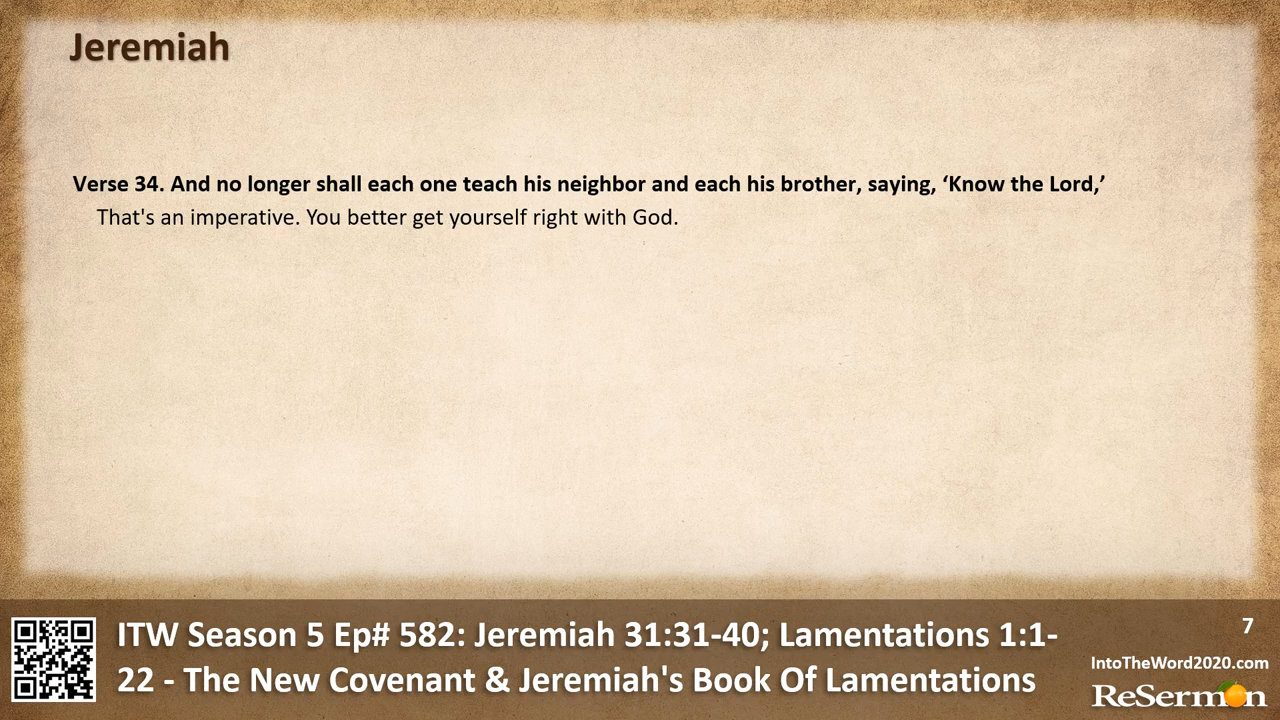 Jeremiah
Verse 34. And no longer shall each one teach his neighbor and each his brother, saying, ‘Know the Lord,’
That's an imperative. You better get yourself right with God.
ITW Season 5 Ep# 582: Jeremiah 31:31-40; Lamentations 1:1-
22 - The New Covenant & Jeremiah's Book Of Lamentations
7
IntoTheWord2020.com
ReSermon